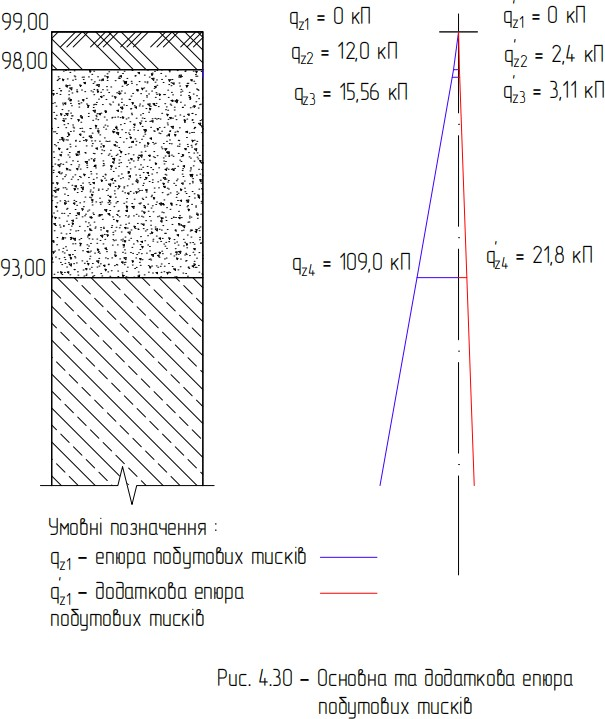 99,00
98,00
93,00
qz1 = 0 кП
qz2 = 12,0 кП
qz3 = 15,56 кП
qz4 = 109,0 кП
q'z1 = 0 кП
q'z2 = 2,4 кП
q'z3 = 3,11 кП
q'z4 = 21,8 кП
Умовні позначення :
qz1 – епюра побутових тисків
q'z1 – додаткова епюра
побутових тисків
Рис. 4.30 – Основна та додаткова епюра
побутових тисків